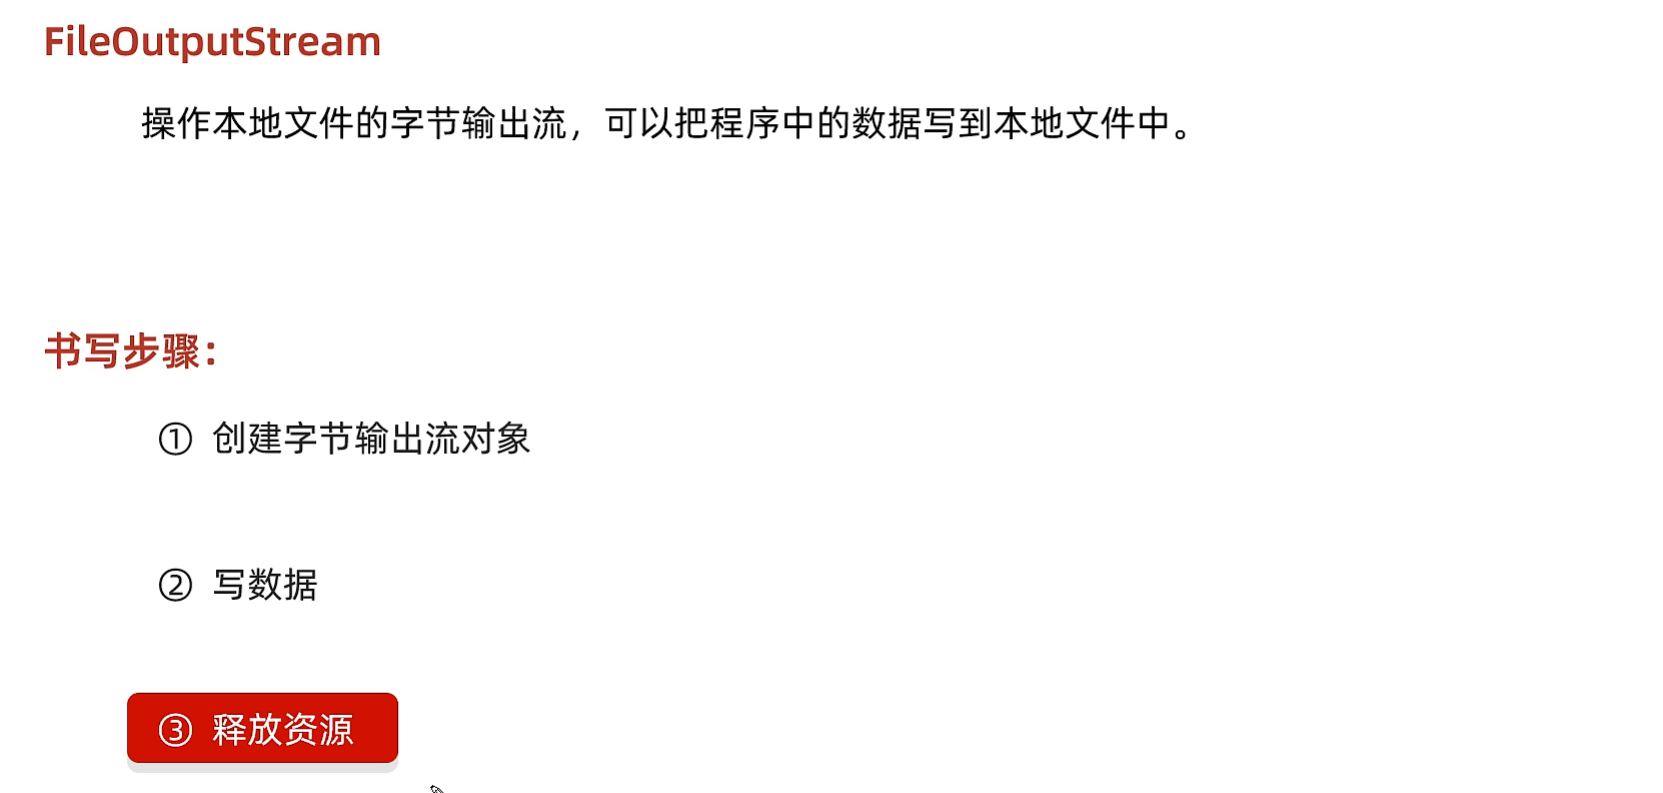 FileOutputStream
操作本地文件的字节输出流，可以把程序中的数据写到本地文件中。
书写步骤：
① 创建字节输出流对象
② 写数据
③ 释放资源